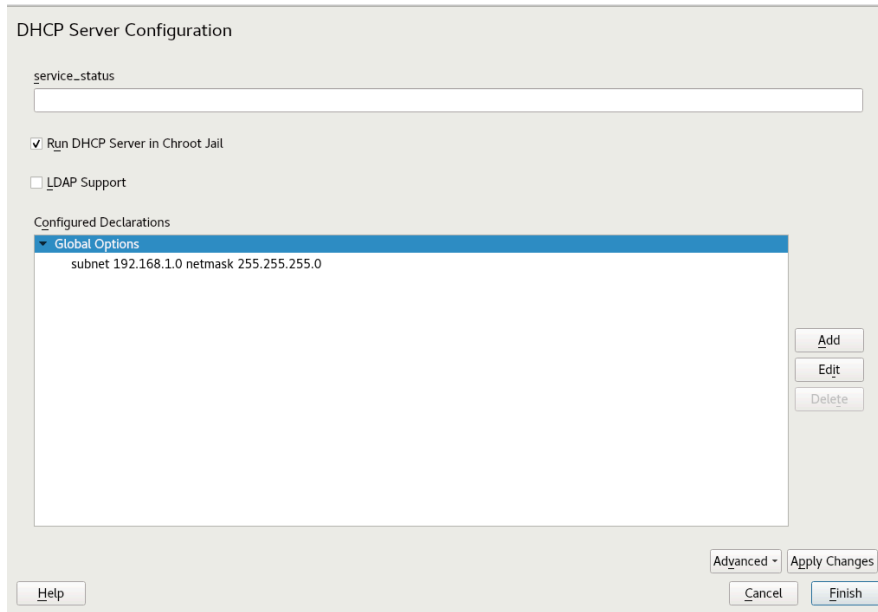 DHCP Server Configuration
service_status
Run DHCP Server in Chroot Jail
LDAP Support
Configured Declarations
Global Options
subnet 192.168.1.0 netmask 255.255.255.0
Add
Edit
Delete
Advanced Apply Changes
Help Cancel Finish